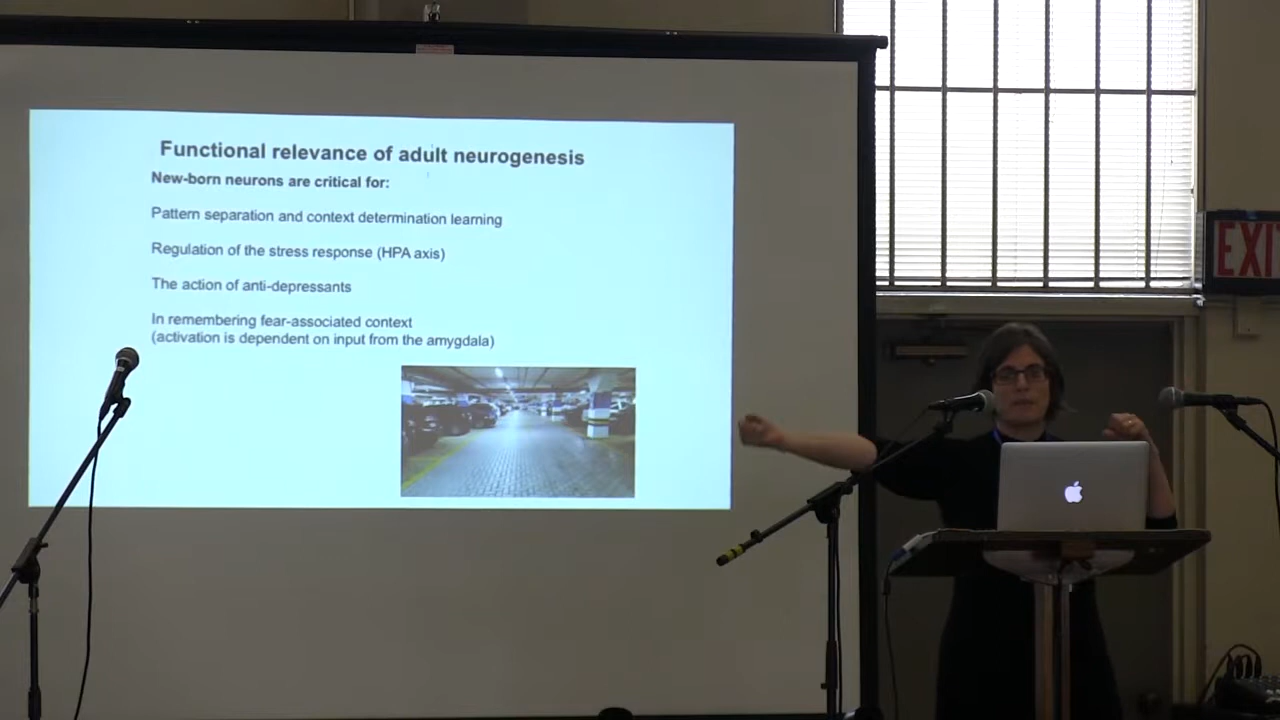 Functional relevance of adult neurogenesis
New-born neurons are critical for:
Pattern separation and context determination learning
Regulation of the stress response (HPA axis)
The action of anti-depressants
In remembering fear-associated context
(activation is dependent on input from the amygdala)
EXI